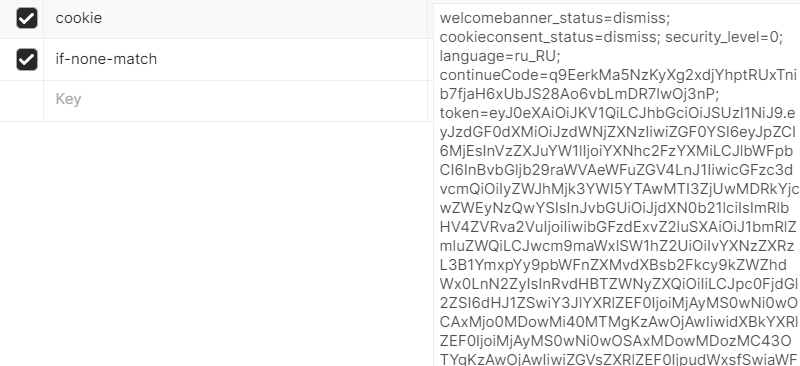 cookie
if-none-match
Key
welcomebanner_status=dismiss;
cookieconsent_status=dismiss; security_level=0;
language=ru_RU;
continueCode=q9EerkMa5NzKyXg2xdjYhptRUxTni
b7fjaH6xUbJS28Ao6vbLmDR7lwOj3nP;
token=eyJ0eXAiOiJKV1QiLCJhbGciOiJSUzI1NiJ9.e
yJzdGF0dXMiOiJzdWNjZXNzIiwiZGF0YSI6eyJpZCI
6MjEsInVzZXJuYW1lIjoiYXNhc2FzYXMiLCJlbWFpb
CI6InBvbGljb29raWVAeWFuZGV4LnJ1IiwicGFzc3d
vcmQiOiIyZWJhMjk3YWI5YTAwMTI3ZjUwMDRkYjc
wZWEyNzQwYSIsInJvbGUiOiJjdXN0b21lciIsImRlb
HV4ZVRva2VuIjoiIiwibGFzdExvZ2luSXAiOiJ1bmRlZ
mluZWQiLCJwcm9maWxlSW1hZ2UiOiIvYXNzZXRz
L3B1YmxpYy9pbWFnZXMvdXBsb2Fkcy9kZWZhd
Wx0LnN2ZyIsInRvdHBTZWNyZXQiOiIiLCJpc0FjdGl
2ZSI6dHJ1ZSwiY3JlYXRlZEF0IjoiMjAyMS0wNi0wO
CAxMjo0MDowMi40MTMgKzAwOjAwIiwidXBkYXRl
ZEF0IjoiMjAyMS0wNi0wOSAxMDowMDozMC43O
TYgKzAwOjAwIiwiZGVsZXRlZEF0IjpudWxsfSwiaWF